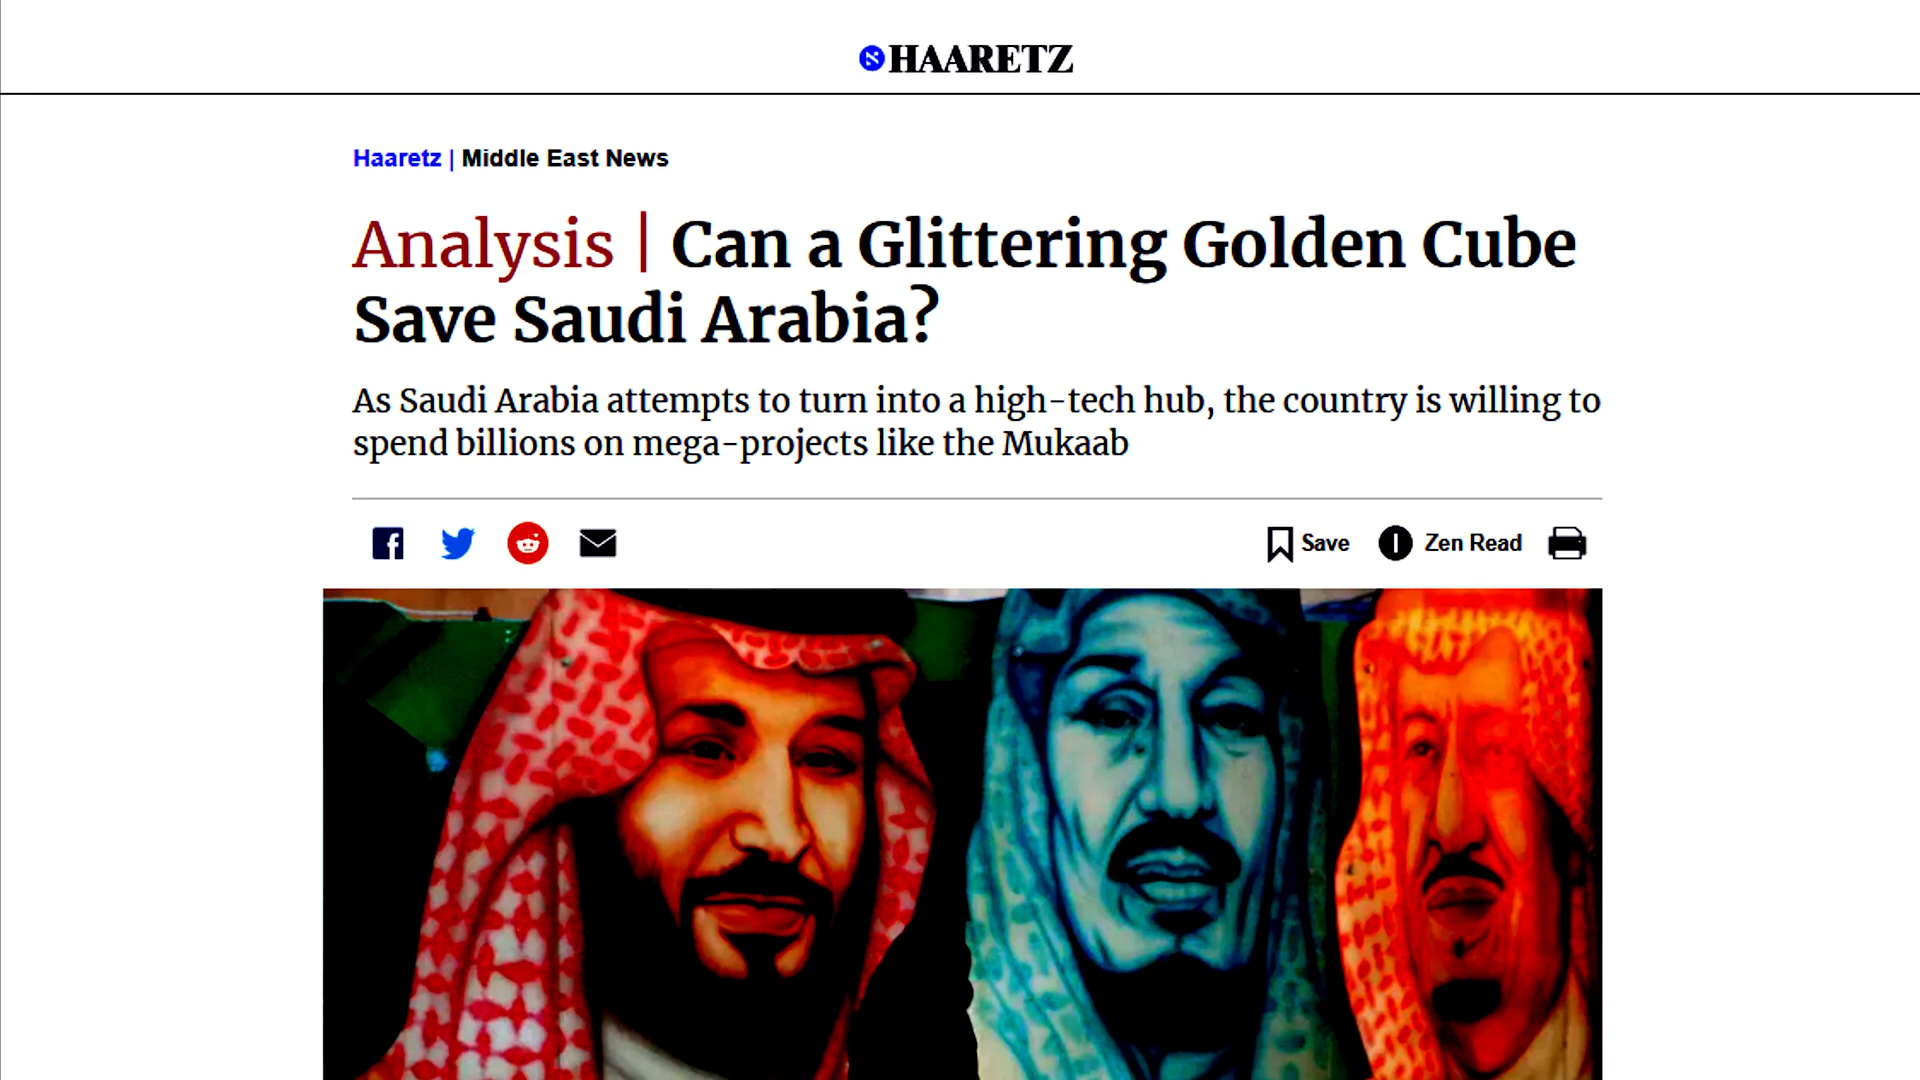 HAARETZ
Haaretz | Middle East News
Analysis | Can a Glittering Golden Cube
Save Saudi Arabia?
As Saudi Arabia attempts to turn into a high-tech hub, the country is willing to
spend billions on mega-projects like the Mukaab
Save Zen Read